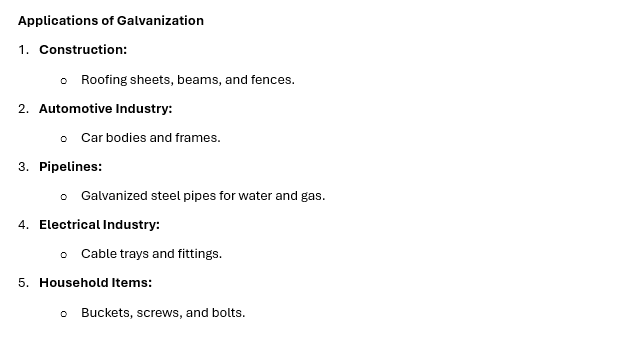 Applications of Galvanization
1. Construction:
o Roofing sheets, beams, and fences.
2. Automotive Industry:
o Car bodies and frames.
3. Pipelines:
o Galvanized steel pipes for water and gas.
4. Electrical Industry:
o Cable trays and fittings.
5. Household Items:
o Buckets, screws, and bolts.